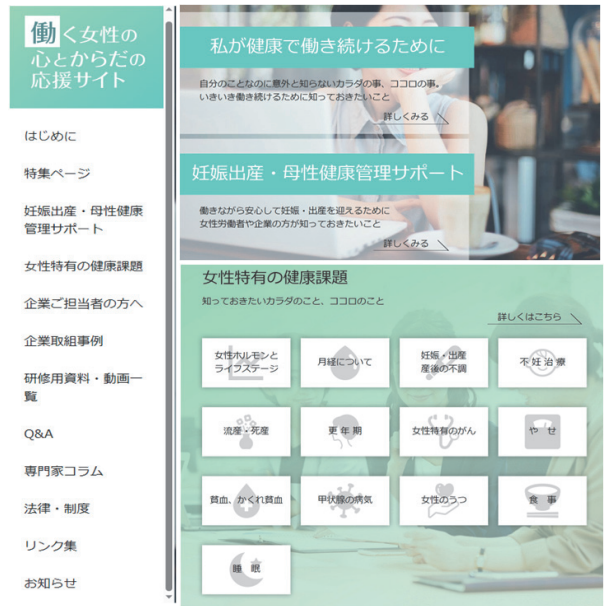 働く女性の
心とからだの
応援サイト
はじめに
特集ページ
妊娠出産・母性健康
管理サポート
女性特有の健康課題
企業ご担当者の方へ
企業取組事例
研修用資料・動画一
覧
Q&A
専門家コラム
法律・制度
リンク集
お知らせ
私が健康で働き続けるために
自分のことなのに意外と知らないカラダの事、ココロの事。
いきいき働き続けるために知っておきたいこと
詳しくみる
妊娠出産・母性健康管理サポート
働きながら安心して妊娠・出産を迎えるために
女性労働者や企業の方が知っておきたいこと
詳しくみる
女性特有の健康課題
知っておきたいカラダのこと、ココロのこと
詳しくはこちら
女性ホルモンと
ライフステージ
月経について
妊娠・出産
産後の不調
不妊治療
流産・死産
更年期
女性特有のがん
やせ
貧血、かくれ貧血
甲状腺の病気
女性のうつ
食事
睡眠